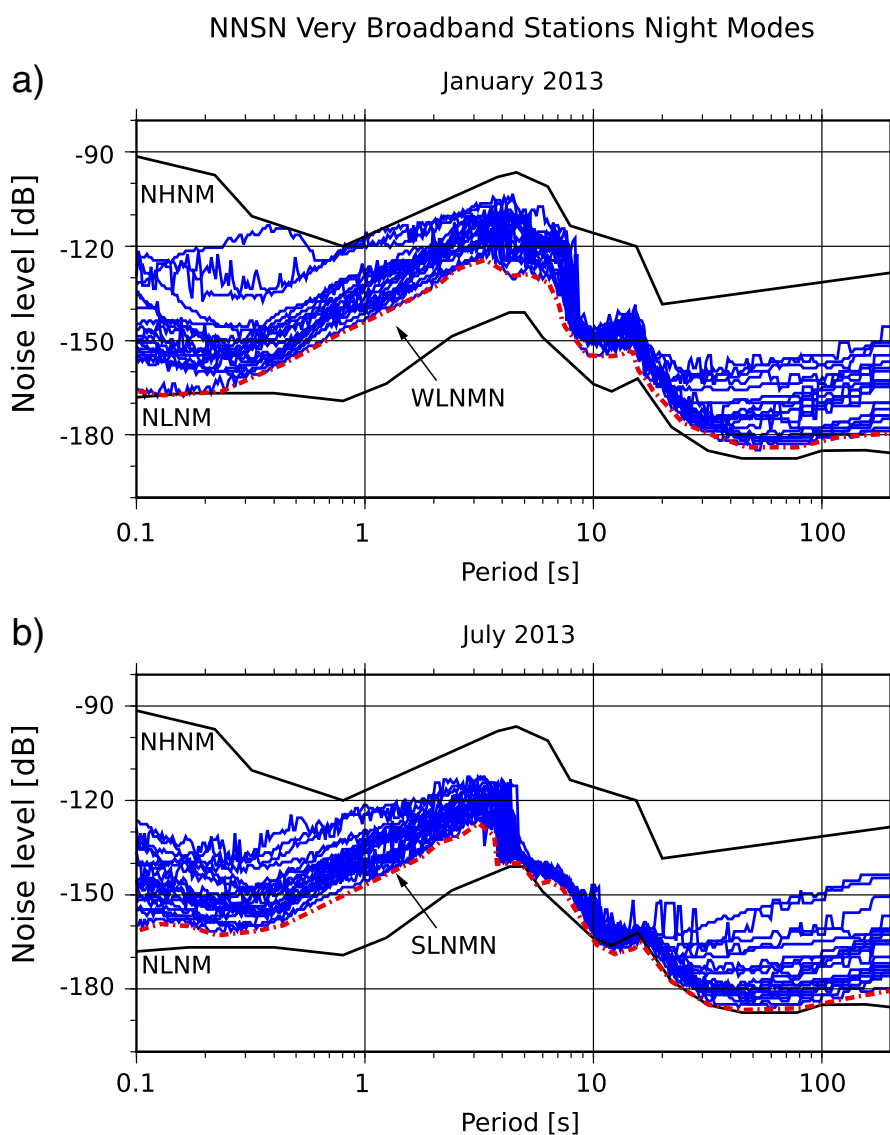 NNSN Very Broadband Stations Night Modes
a)
January 2013
Noise level [dB]
-90
-120
-150
-180
NHNM
NLNM
WLNMN
0.1
1
10
100
Period [s]
b)
July 2013
Noise level [dB]
-90
-120
-150
-180
NHNM
NLNM
SLNMN
0.1
1
10
100
Period [s]